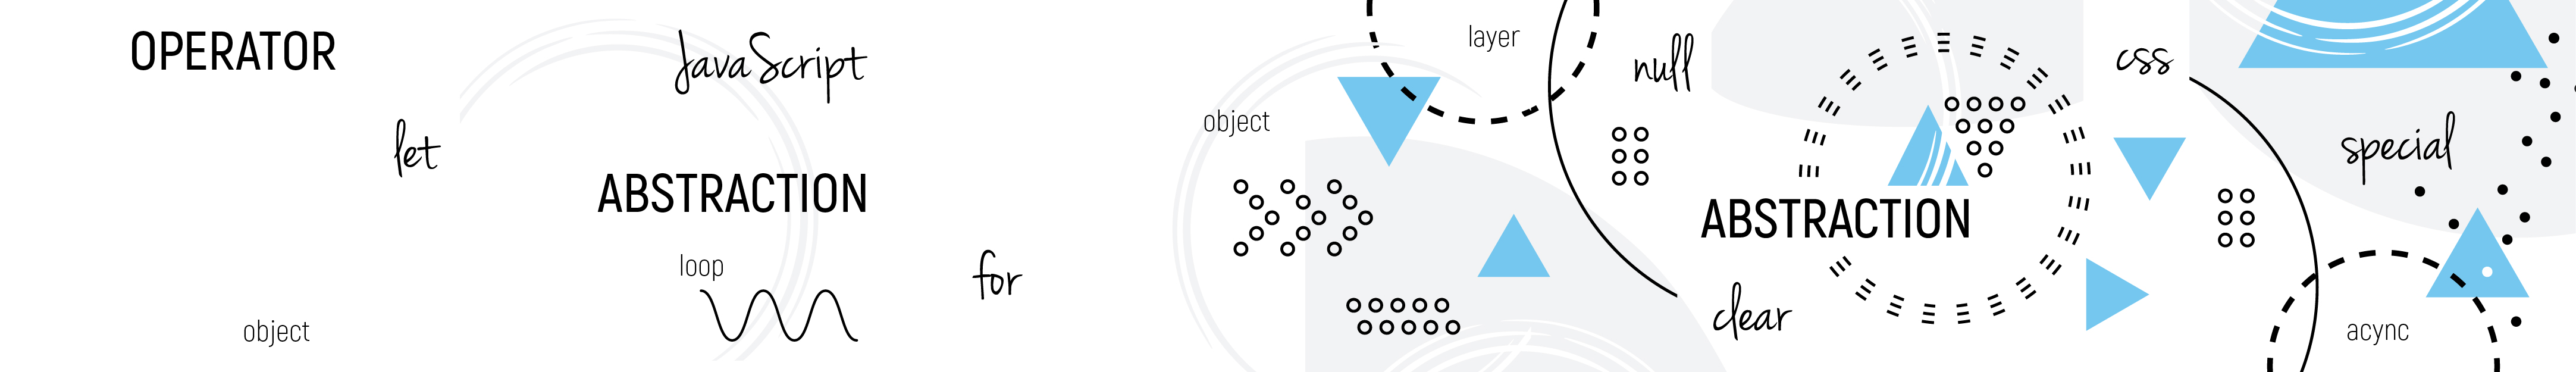 OPERATOR
let
object
JavaScript
ABSTRACTION
loop
for
object
layer
null
ABSTRACTION
clear
css
special
acync